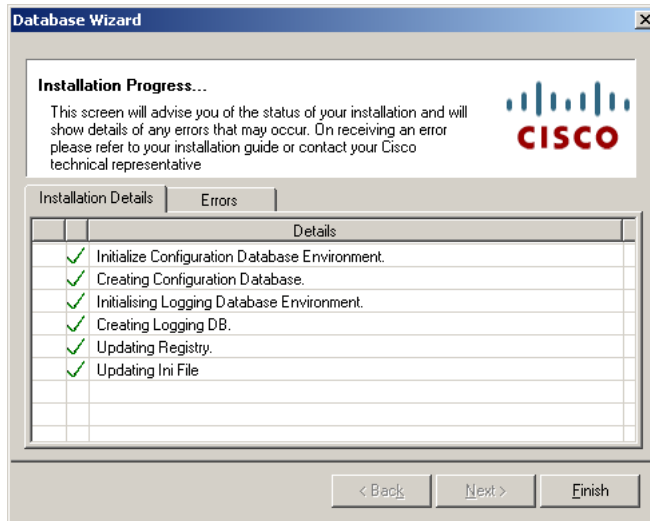 Database Wizard
Installation Progress...
This screen will advise you of the status of your installation and will
show details of any errors that may occur. On receiving an error
please refer to your installation guide or contact your Cisco
technical representative
CISCO
Installation Details
Errors
Details
Initialize Configuration Database Environment.
Creating Configuration Database.
Initialising Logging Database Environment.
Creating Logging DB.
Updating Registry.
Updating Ini File
< Back
Next >
Finish